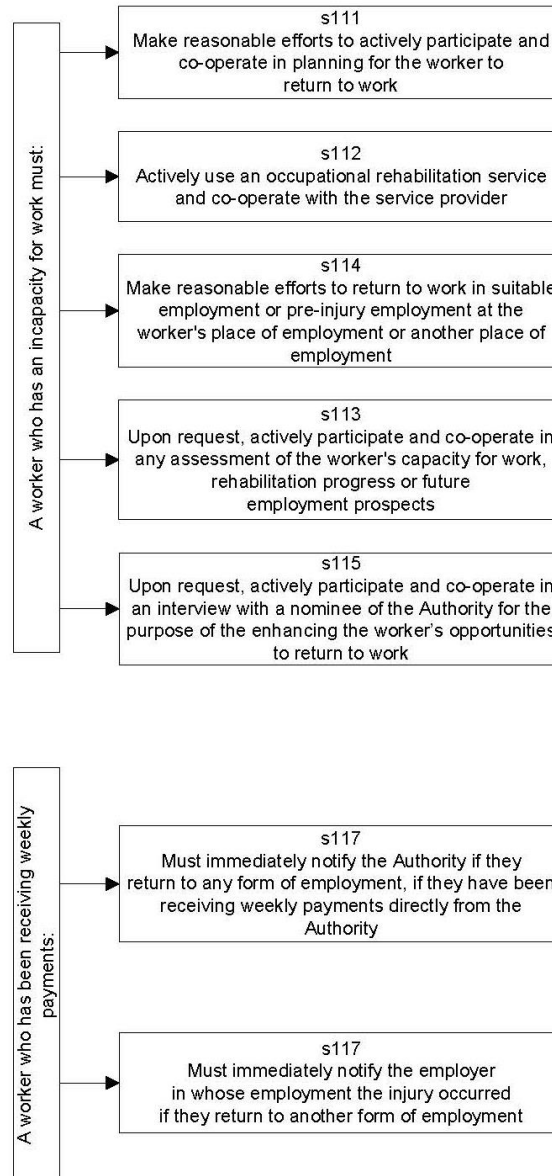 A worker who has an incapacity for work must:
s111
Make reasonable efforts to actively participate and
co-operate in planning for the worker to
return to work
s112
Actively use an occupational rehabilitation service
and co-operate with the service provider
s114
Make reasonable efforts to return to work in suitable
employment or pre-injury employment at the
worker's place of employment or another place of
employment
s113
Upon request, actively participate and co-operate in
any assessment of the worker's capacity for work,
rehabilitation progress or future
employment prospects
s115
Upon request, actively participate and co-operate in
an interview with a nominee of the Authority for the
purpose of the enhancing the worker’s opportunities
to return to work
A worker who has been receiving weekly
payments:
s117
Must immediately notify the Authority if they
return to any form of employment, if they have been
receiving weekly payments directly from the
Authority
s117
Must immediately notify the employer
in whose employment the injury occurred
if they return to another form of employment